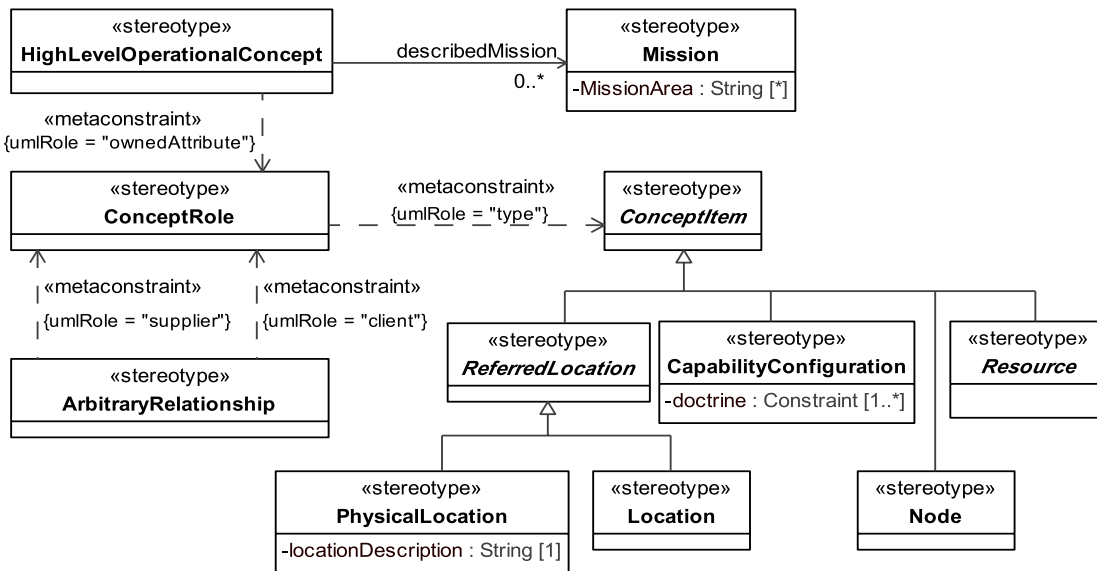 «stereotype»
HighLevelOperationalConcept
describedMission
0..*
«stereotype»
Mission
-MissionArea : String [*]
«metaconstraint»
{umlRole = "ownedAttribute"}
«stereotype»
ConceptRole
«metaconstraint»
{umlRole = "type"}
«stereotype»
ConceptItem
«metaconstraint»
{umlRole = "supplier"}
«metaconstraint»
{umlRole = "client"}
«stereotype»
ArbitraryRelationship
«stereotype»
ReferredLocation
«stereotype»
CapabilityConfiguration
-doctrine : Constraint [1..*]
«stereotype»
Resource
«stereotype»
PhysicalLocation
-locationDescription : String [1]
«stereotype»
Location
«stereotype»
Node